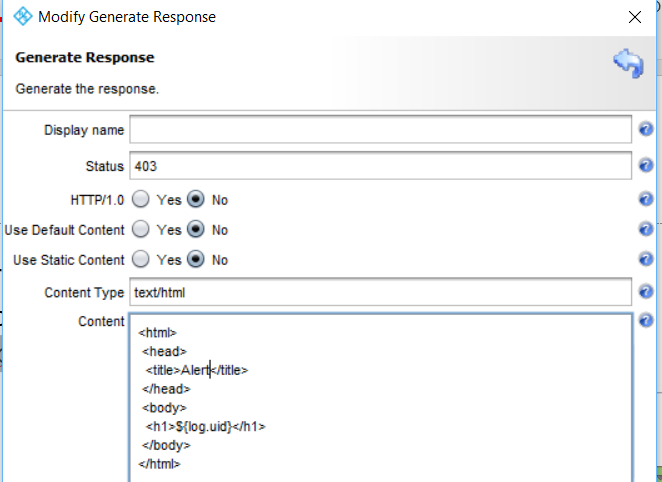 Modify Generate Response
Generate Response
Generate the response.
Display name
Status 403
HTTP/1.0 Yes No
Use Default Content Yes No
Use Static Content Yes No
Content Type text/html
Content
<html>
<head>
<title>Alert</title>
</head>
<body>
<h1>${log.uid}</h1>
</body>
</html>